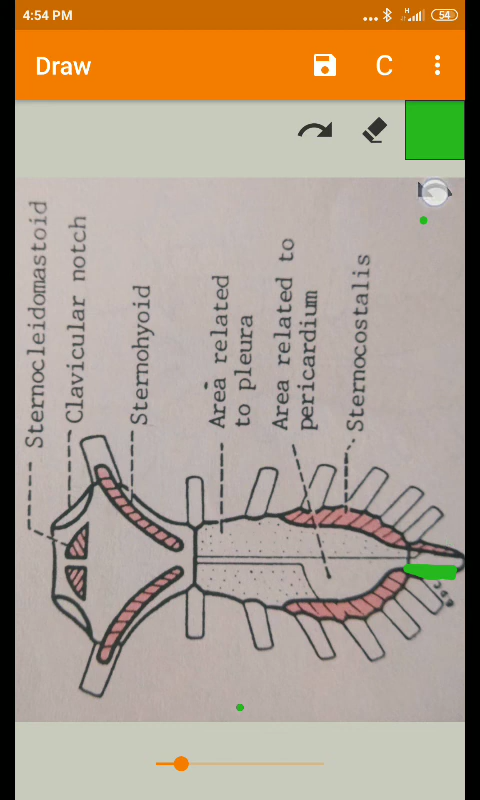 4:54 PM
H
54
Draw
C
Sternocleidomastoid
Clavicular notch
Sternohyoid
Area related
to pleura
Area related to
pericardium
Sternocostalis